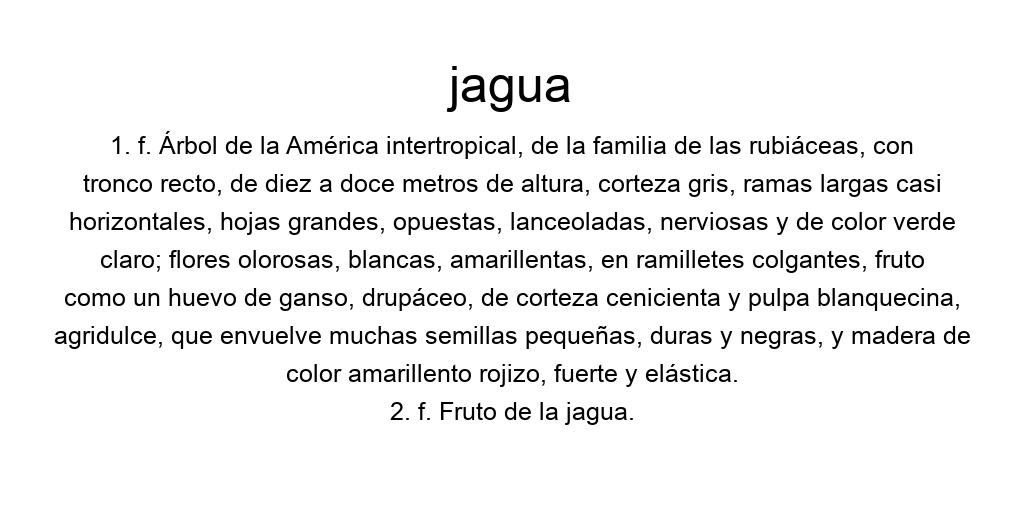 jagua
1. f. Árbol de la América intertropical, de la familia de las rubiáceas, con
tronco recto, de diez a doce metros de altura, corteza gris, ramas largas casi
horizontales, hojas grandes, opuestas, lanceoladas, nerviosas y de color verde
claro; flores olorosas, blancas, amarillentas, en ramilletes colgantes, fruto
como un huevo de ganso, drupáceo, de corteza cenicienta y pulpa blanquecina,
agridulce, que envuelve muchas semillas pequeñas, duras y negras, y madera de
color amarillento rojizo, fuerte y elástica.
2. f. Fruto de la jagua.